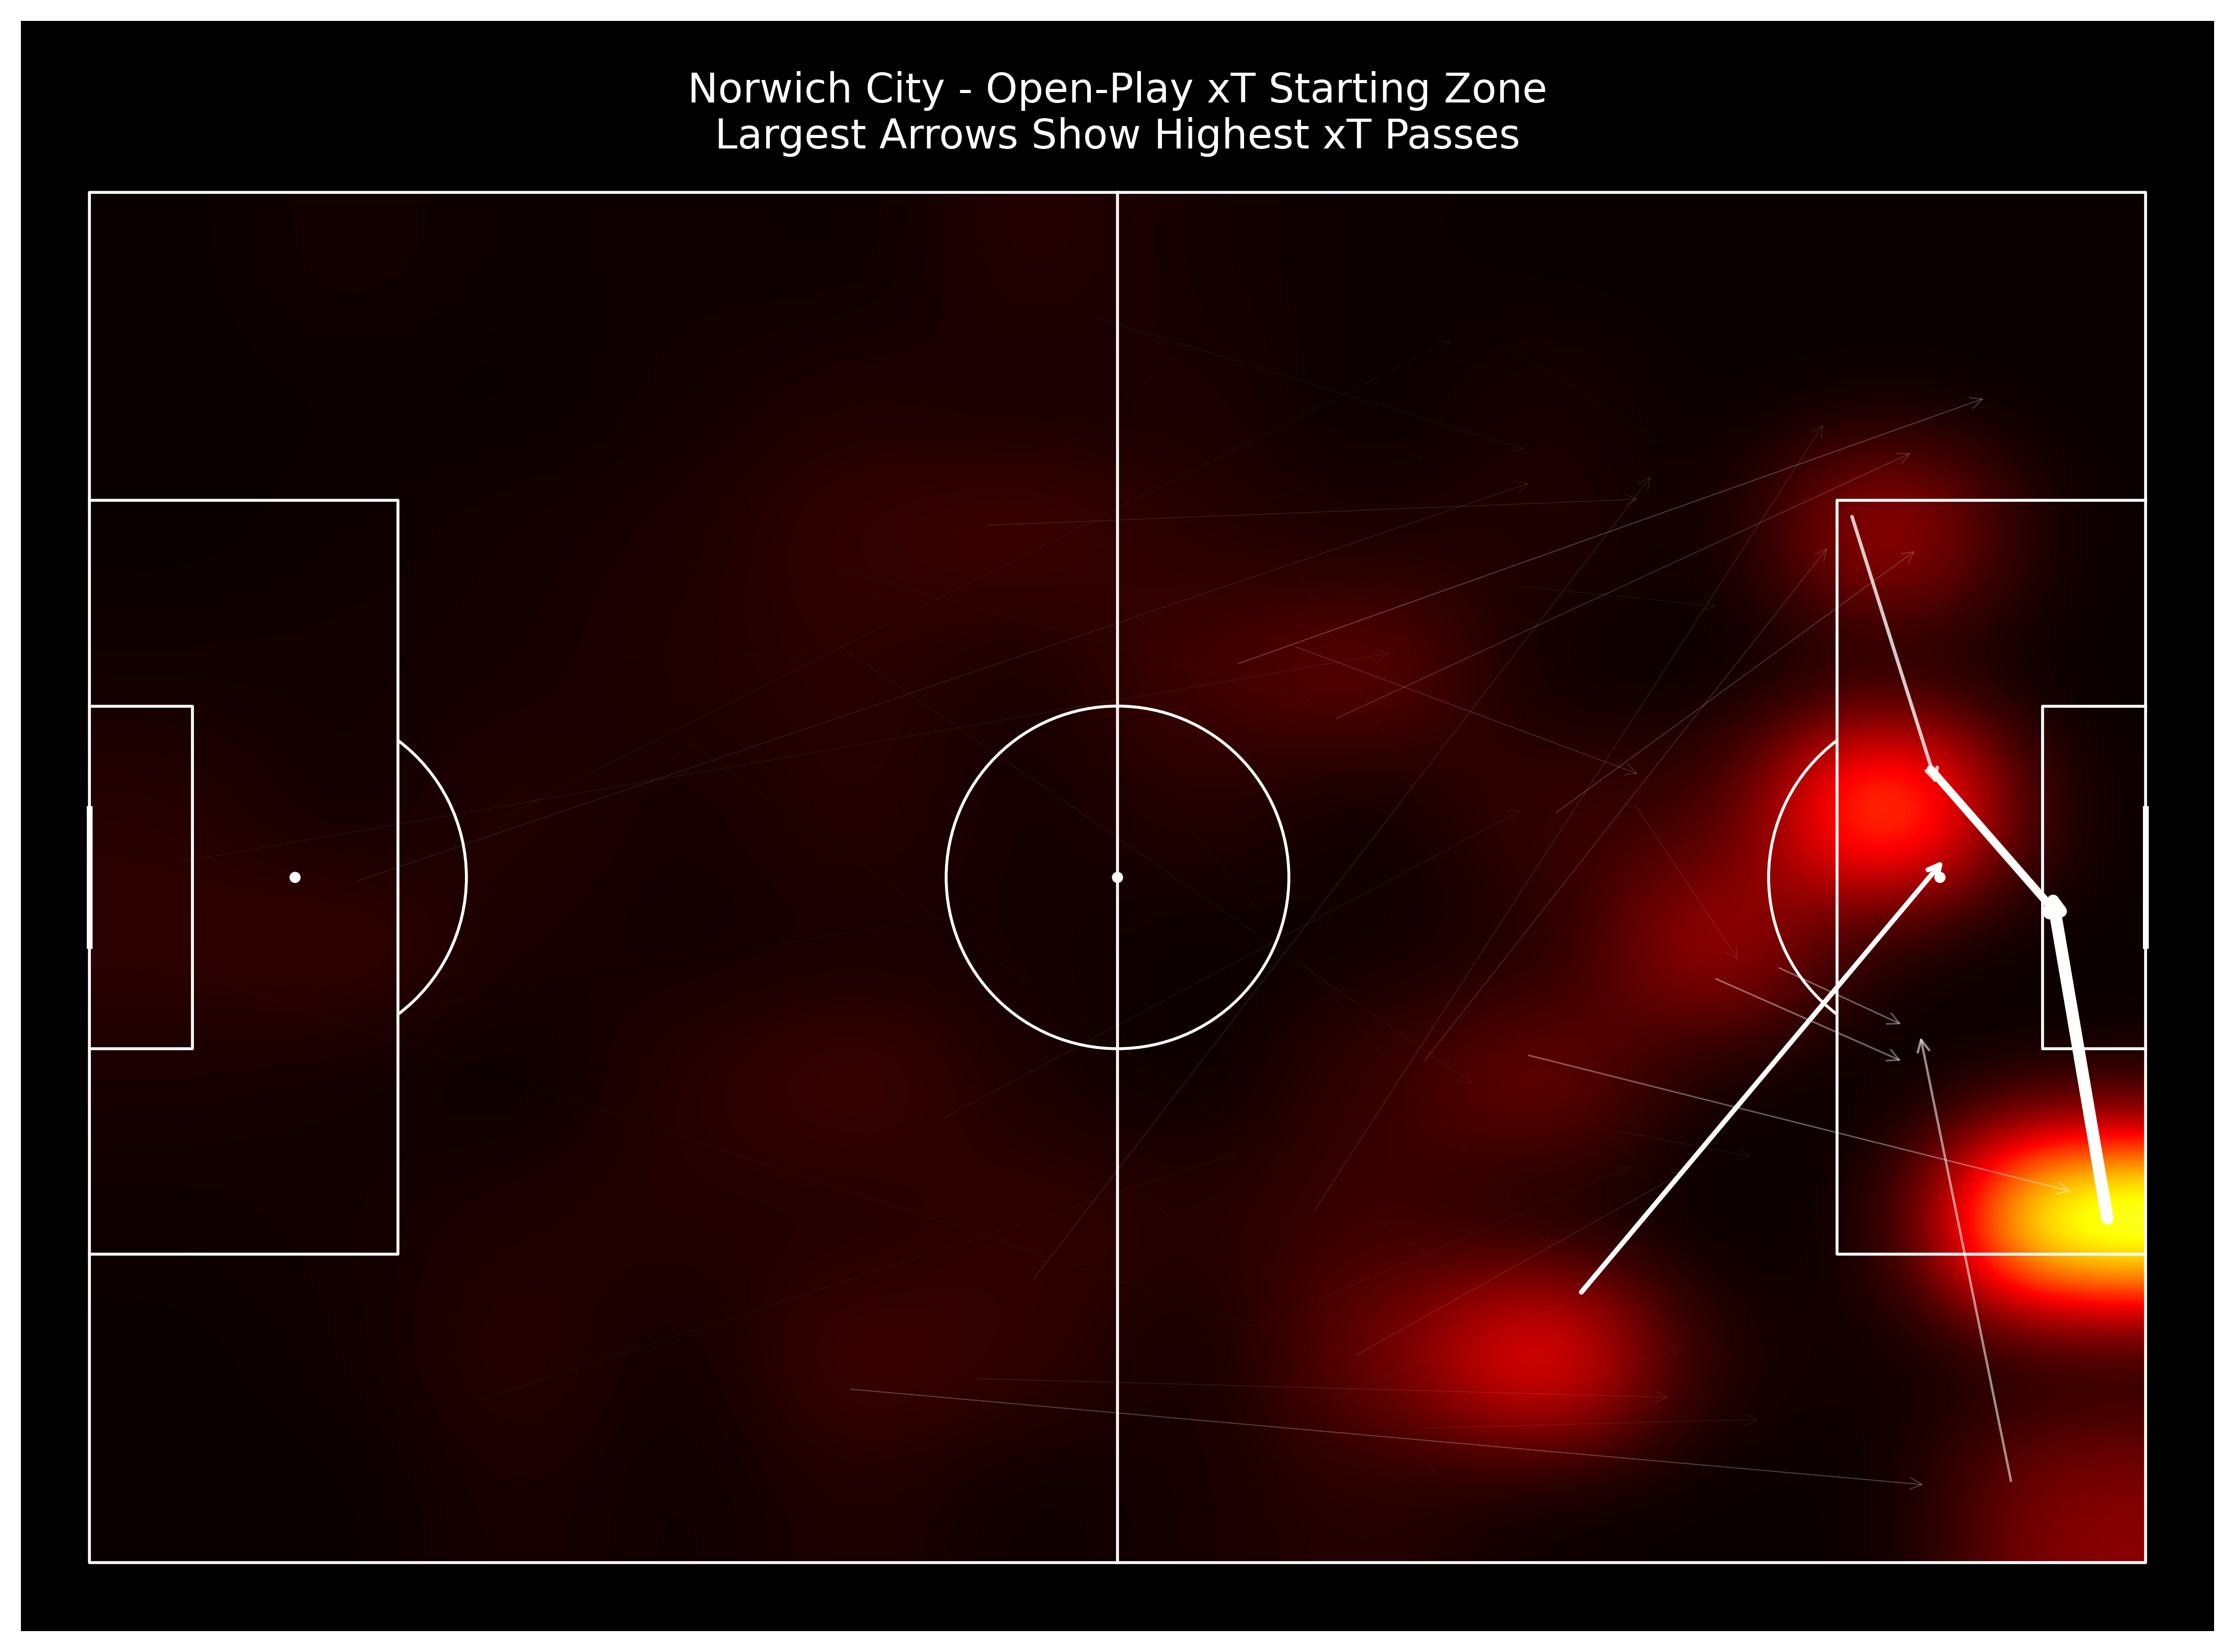 Norwich City - Open-Play xT Starting Zone
Largest Arrows Show Highest xT Passes